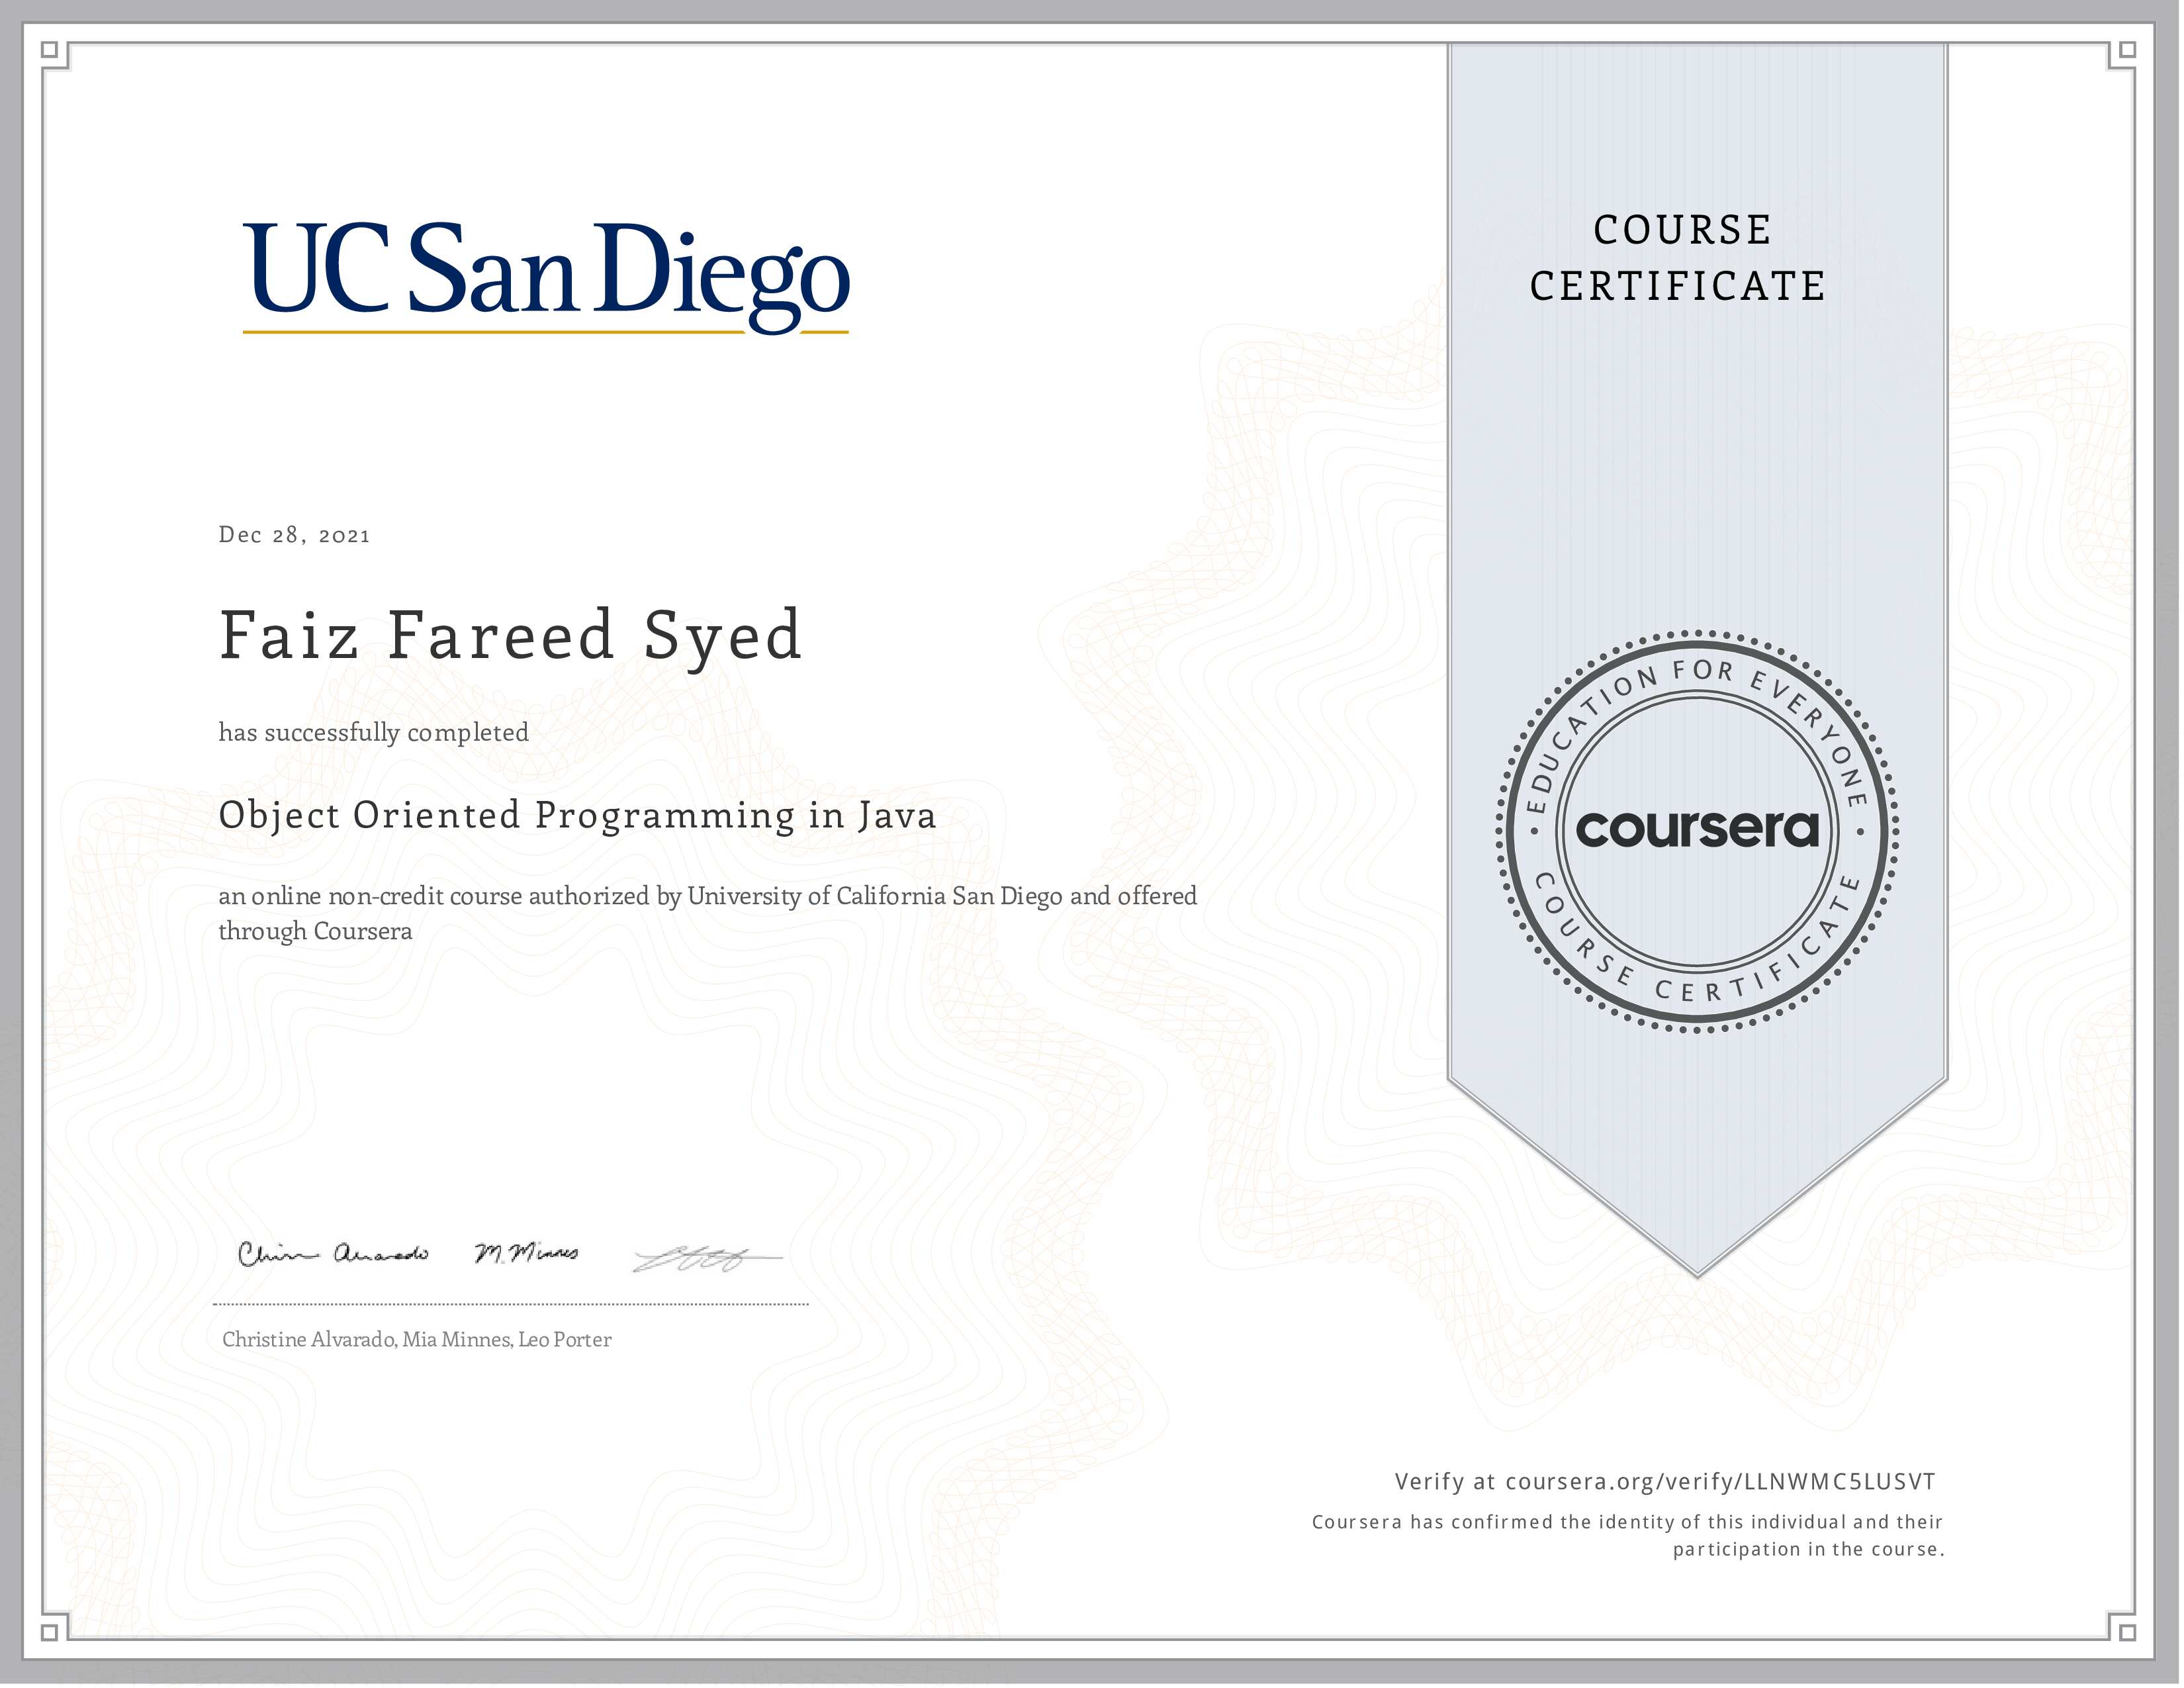 UC San Diego
COURSE
CERTIFICATE
Dec 28, 2021
Faiz Fareed Syed
has successfully completed
Object Oriented Programming in Java
an online non-credit course authorized by University of California San Diego and offered
through Coursera
EDUCATION FOR EVERYONE
coursera
COURSE CERTIFICATE
M. Minnes
Christine Alvarado, Mia Minnes, Leo Porter
Verify at coursera.org/verify/LLNWMC5LUSVT
Coursera has confirmed the identity of this individual and their
participation in the course.